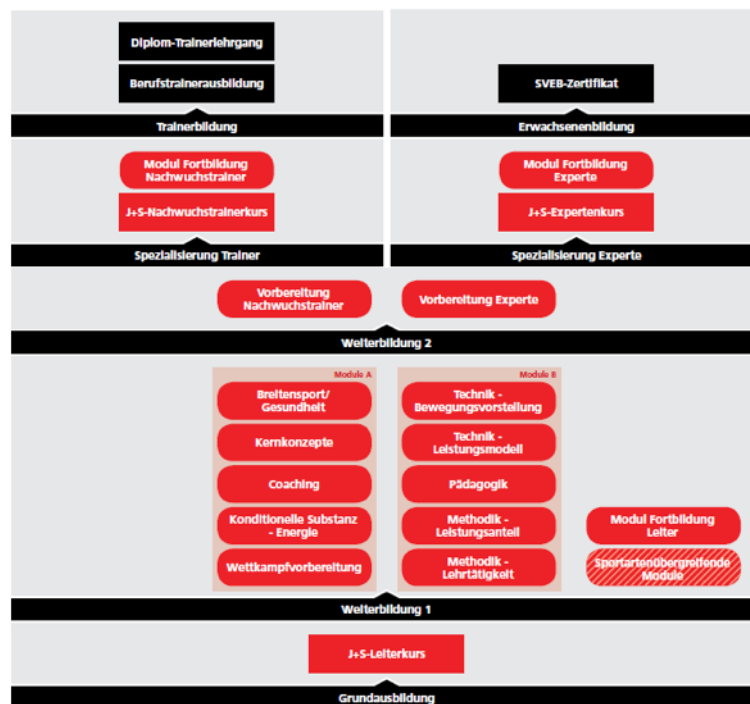 Diplom-Trainerlehrgang
Berufstrainerausbildung
SVEB-Zertifikat
Trainerbildung
Erwachsenenbildung
Modul Fortbildung
Nachwuchstrainer
Modul Fortbildung
Experte
J+S-Nachwuchstrainerkurs
J+S-Expertenkurs
Spezialisierung Trainer
Spezialisierung Experte
Vorbereitung
Nachwuchstrainer
Vorbereitung Experte
Weiterbildung 2
Module A
Breitensport/
Gesundheit
Kernkonzepte
Coaching
Konditionelle Substanz
- Energie
Wettkampfvorbereitung
Module B
Technik -
Bewegungsvorstellung
Technik -
Leistungsmodell
Pädagogik
Methodik -
Leistungsanteil
Methodik -
Lehrtätigkeit
Modul Fortbildung
Leiter
Sportartenübergreifende
Module
Weiterbildung 1
J+S-Leiterkurs
Grundausbildung